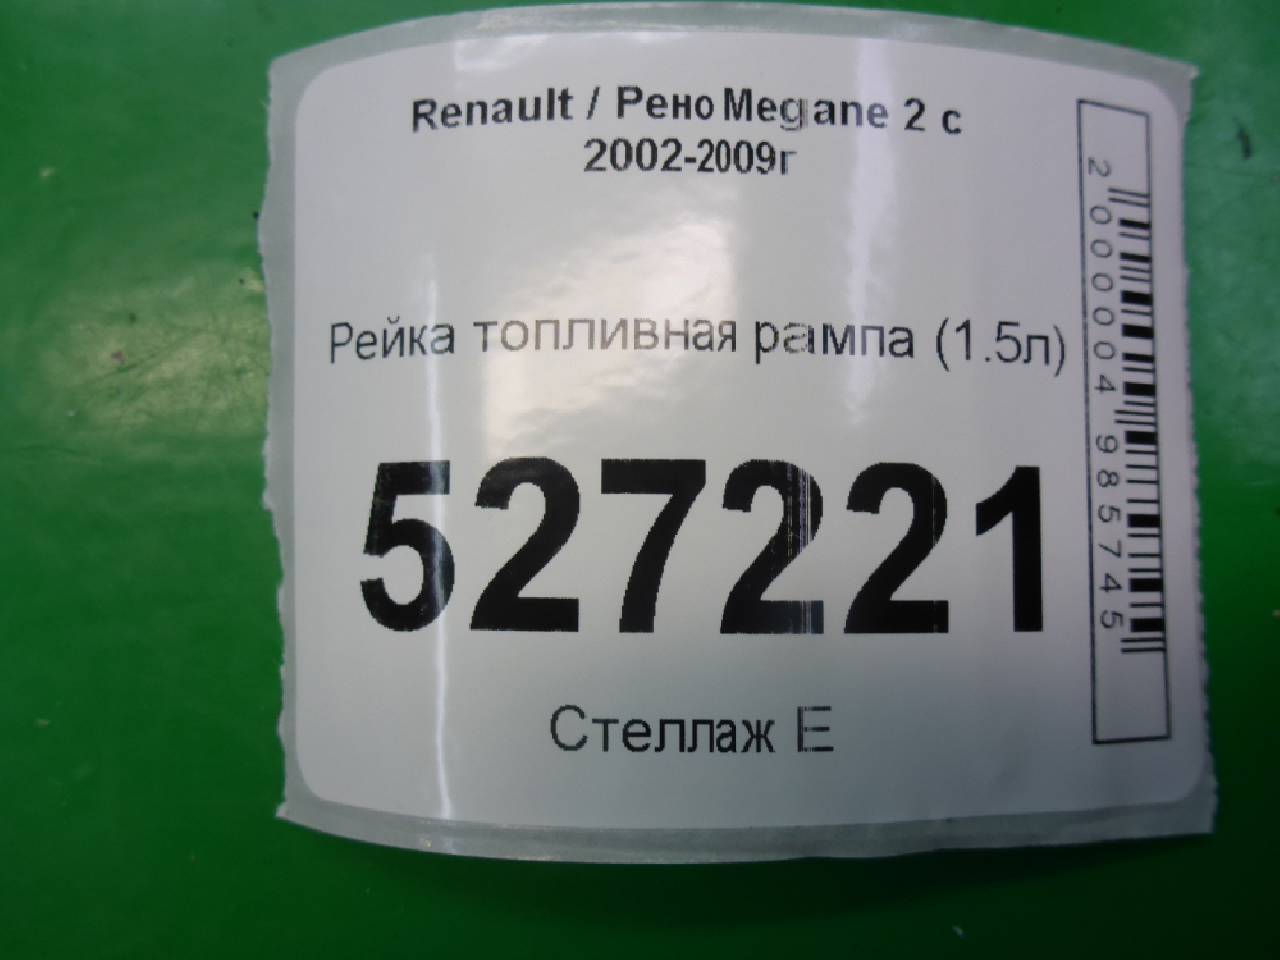 Renault / Рено Megane 2 с
2002-2009г
Рейка топливная рампа (1.5л)
527221
Стеллаж Е
2000004985745